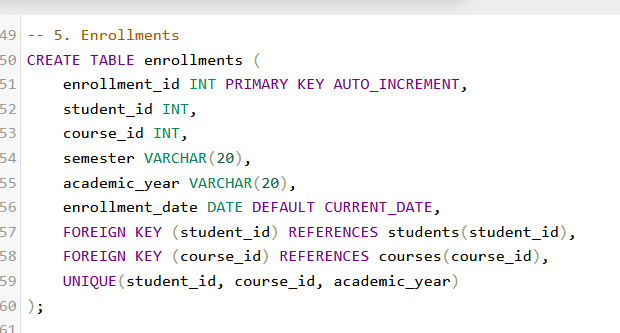 49 -- 5. Enrollments
50 CREATE TABLE enrollments (
51     enrollment_id INT PRIMARY KEY AUTO_INCREMENT,
52     student_id INT,
53     course_id INT,
54     semester VARCHAR(20),
55     academic_year VARCHAR(20),
56     enrollment_date DATE DEFAULT CURRENT_DATE,
57     FOREIGN KEY (student_id) REFERENCES students(student_id),
58     FOREIGN KEY (course_id) REFERENCES courses(course_id),
59     UNIQUE(student_id, course_id, academic_year)
60 );
61